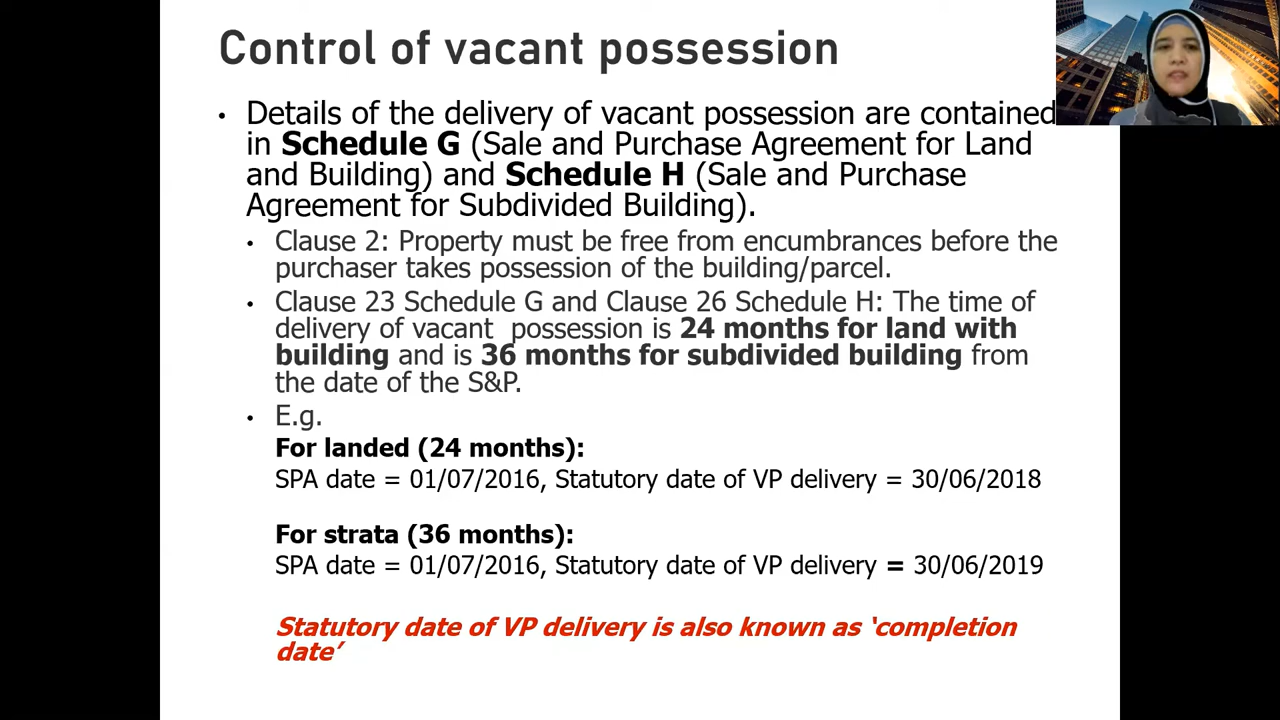 Control of vacant possession
• Details of the delivery of vacant possession are contained
in Schedule G (Sale and Purchase Agreement for Land
and Building) and Schedule H (Sale and Purchase
Agreement for Subdivided Building).
• Clause 2: Property must be free from encumbrances before the
purchaser takes possession of the building/parcel.
• Clause 23 Schedule G and Clause 26 Schedule H: The time of
delivery of vacant possession is 24 months for land with
building and is 36 months for subdivided building from
the date of the S&P.
• E.g.
For landed (24 months):
SPA date = 01/07/2016, Statutory date of VP delivery = 30/06/2018
For strata (36 months):
SPA date = 01/07/2016, Statutory date of VP delivery = 30/06/2019
Statutory date of VP delivery is also known as ‘completion
date’